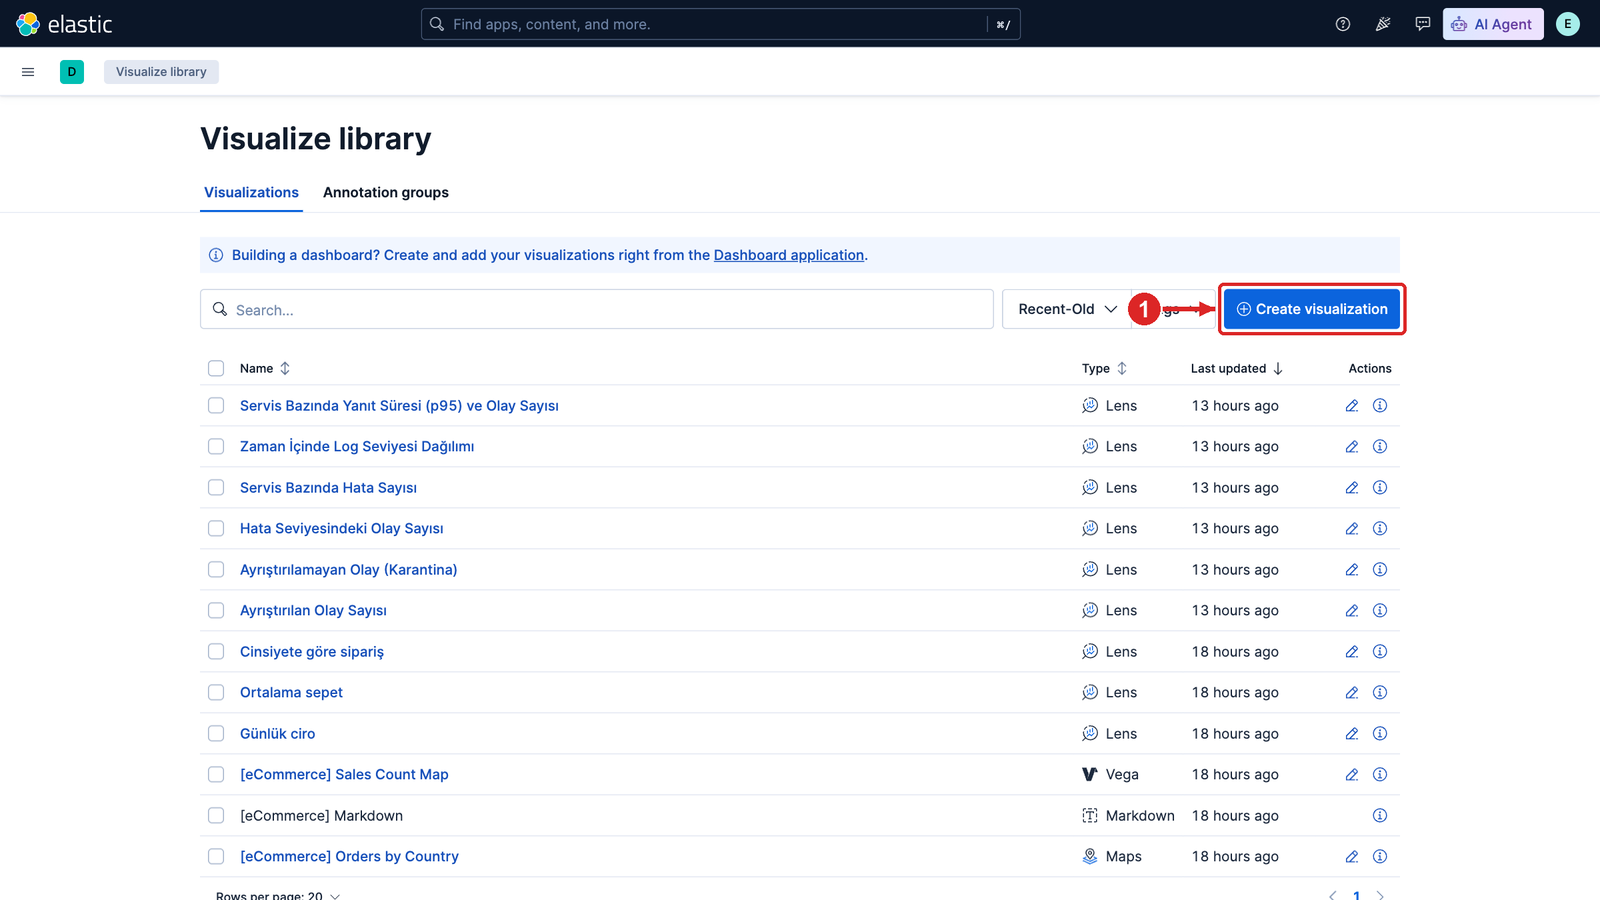 elastic
Find apps, content, and more.
⌘/
AI Agent
E
D
Visualize library
Visualize library
Visualizations
Annotation groups
Building a dashboard? Create and add your visualizations right from the Dashboard application.
Search...
Recent-Old
1
Create visualization
Name
Type
Last updated
Actions
Servis Bazında Yanıt Süresi (p95) ve Olay Sayısı
Lens
13 hours ago
Zaman İçinde Log Seviyesi Dağılımı
Lens
13 hours ago
Servis Bazında Hata Sayısı
Lens
13 hours ago
Hata Seviyesindeki Olay Sayısı
Lens
13 hours ago
Ayrıştırılamayan Olay (Karantina)
Lens
13 hours ago
Ayrıştırılan Olay Sayısı
Lens
13 hours ago
Cinsiyete göre sipariş
Lens
18 hours ago
Ortalama sepet
Lens
18 hours ago
Günlük ciro
Lens
18 hours ago
[eCommerce] Sales Count Map
Vega
18 hours ago
[eCommerce] Markdown
Markdown
18 hours ago
[eCommerce] Orders by Country
Maps
18 hours ago
Rows per page: 20
1